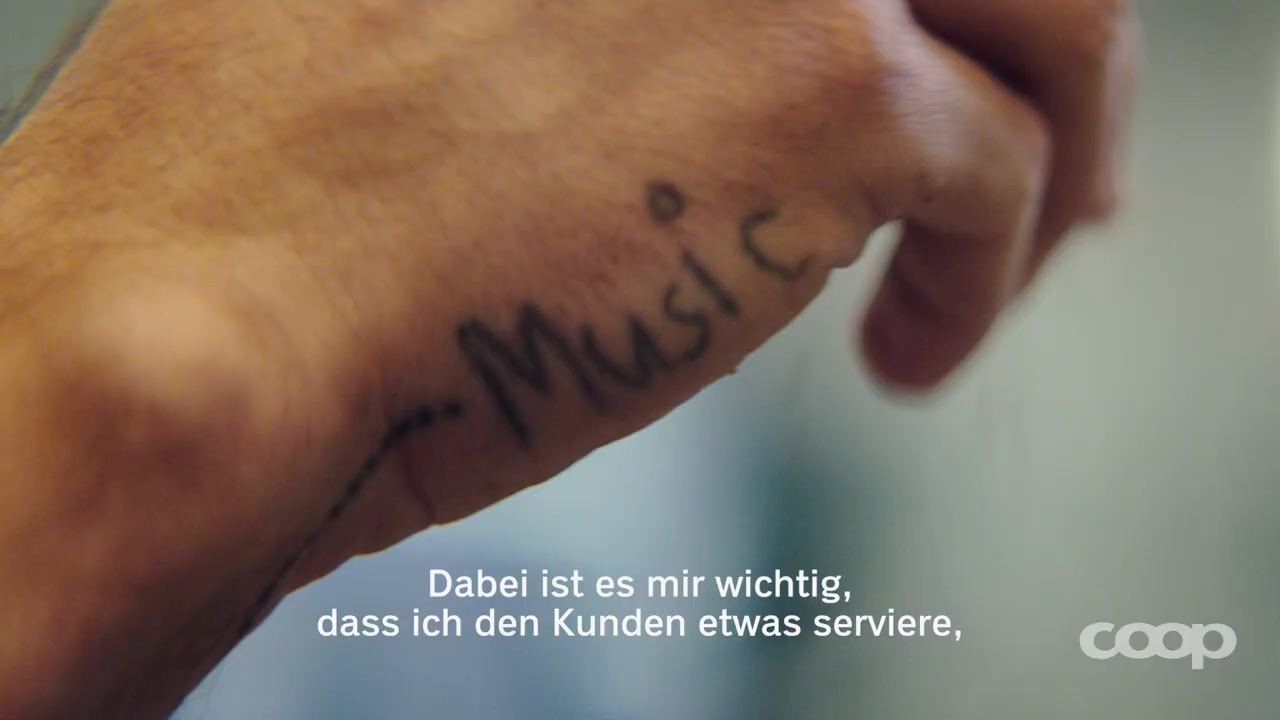 Music
Dabei ist es mir wichtig,
dass ich den Kunden etwas serviere,
coop